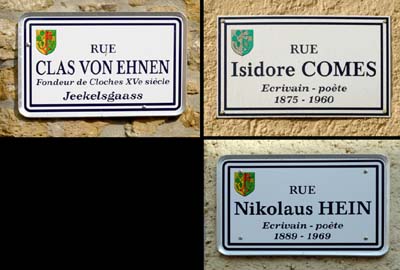 RUE
CLAS VON EHNEN
Fondeur de Cloches XVe siècle
Jeekelsgaass
RUE
Isidore COMES
Ecrivain - poète
1875 - 1960
RUE
Nikolaus HEIN
Ecrivain - poète
1889 - 1969